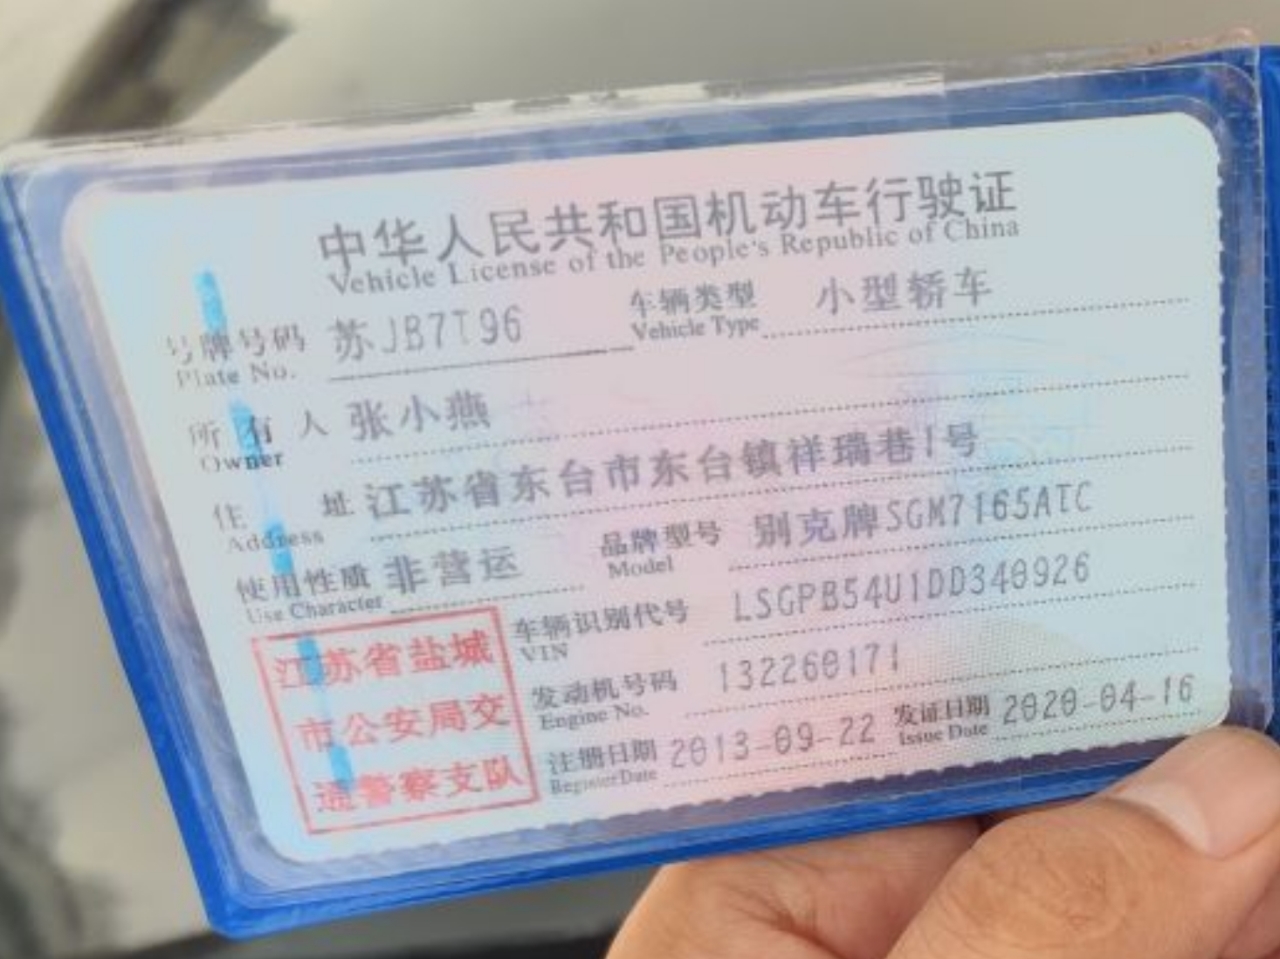 中华人民共和国机动车行驶证
Vehicle License of the People's Republic of China
号牌号码 苏JB7T96 车辆类型 小型轿车
Plate No. Vehicle Type
所有人 张小燕
Owner
住址 江苏省东台市东台镇祥瑞巷1号
Address
使用性质 非营运 品牌型号 别克牌SGM7165ATC
Use Character Model
车辆识别代号 LSGPB54U1DD340926
VIN
发动机号码 132260171
Engine No.
注册日期 2013-09-22 发证日期 2020-04-16
Register Date Issue Date
江苏省盐城
市公安局交
通警察支队